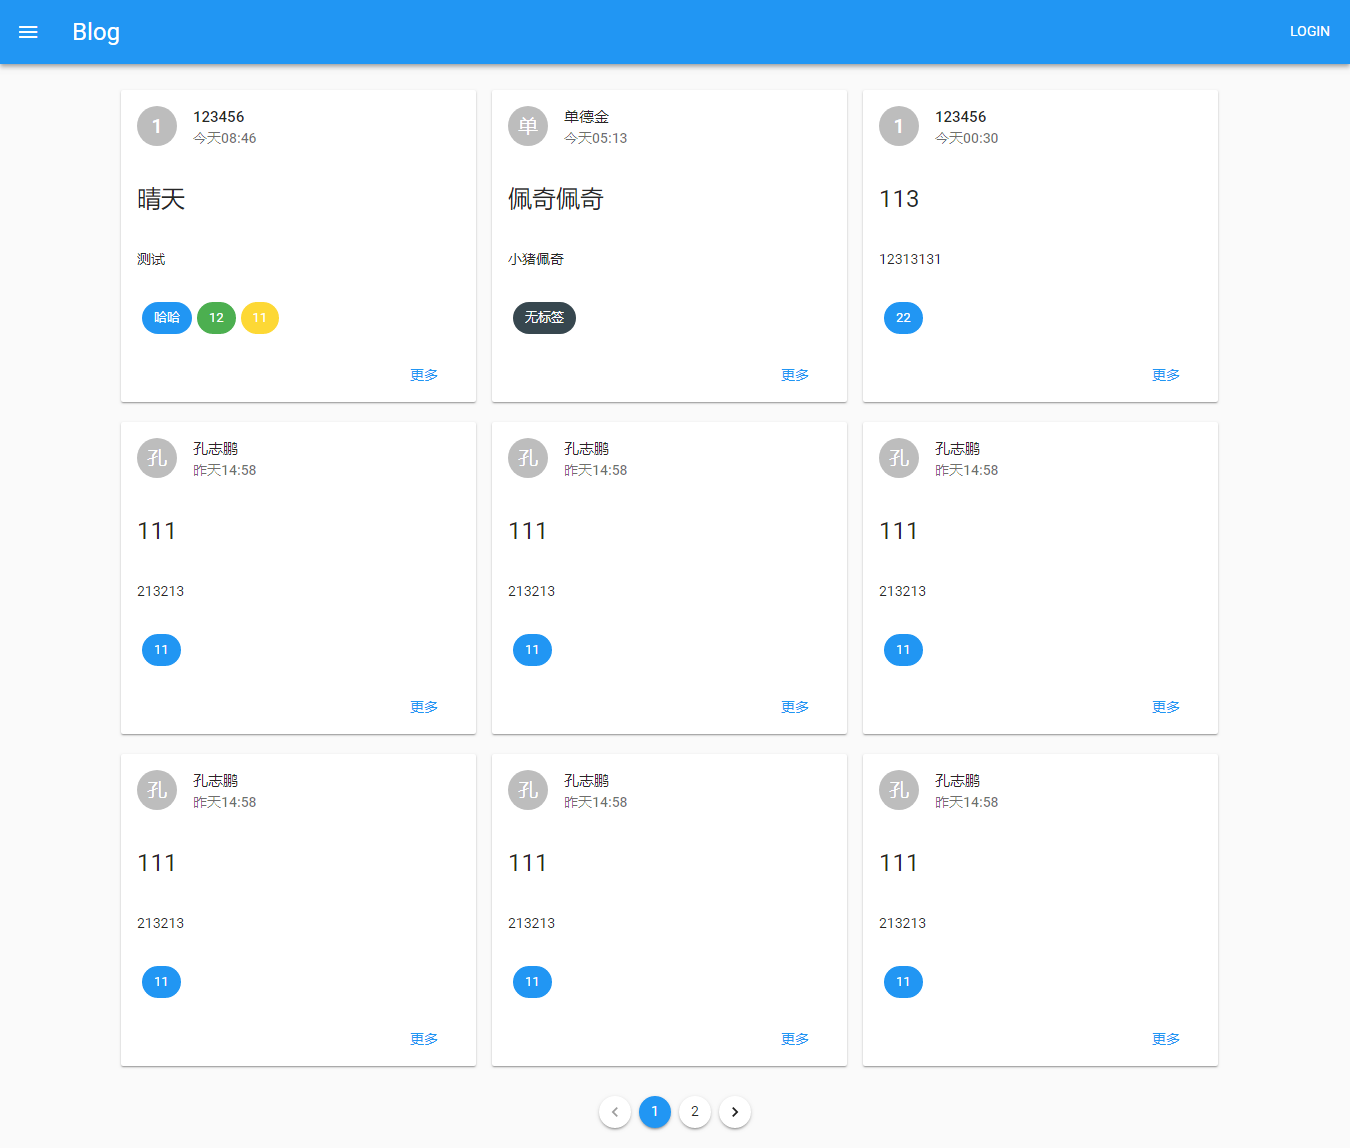 Blog
LOGIN
1
123456
今天08:46
晴天
测试
哈哈 12 11
更多
单
单德金
今天05:13
佩奇佩奇
小猪佩奇
无标签
更多
1
123456
今天00:30
113
12313131
22
更多
孔
孔志鹏
昨天14:58
111
213213
11
更多
孔
孔志鹏
昨天14:58
111
213213
11
更多
孔
孔志鹏
昨天14:58
111
213213
11
更多
孔
孔志鹏
昨天14:58
111
213213
11
更多
孔
孔志鹏
昨天14:58
111
213213
11
更多
孔
孔志鹏
昨天14:58
111
213213
11
更多
1 2